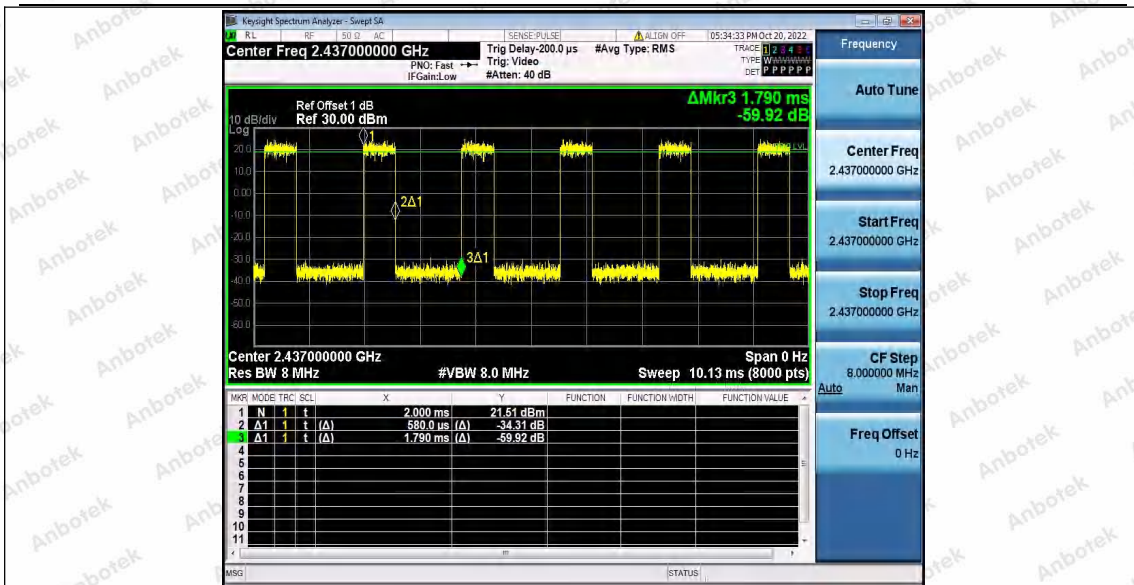 Keysight Spectrum Analyzer - Swept SA
RL RF 50 Ω AC SENSE:PULSE ALIGN OFF 05:34:33 PM Oct 20, 2022
Center Freq 2.437000000 GHz
PNO: Fast
IFGain:Low
Trig Delay-200.0 µs
Trig: Video
#Atten: 40 dB
#Avg Type: RMS
TRACE 1 2 3 4 5 6
TYPE
DET P P P P P P
Ref Offset 1 dB
Ref 30.00 dBm
10 dB/div
Log
ΔMkr3 1.790 ms
-59.92 dB
20.0
10.0
0.00
-10.0
-20.0
-30.0
-40.0
-50.0
-60.0
1
2Δ1
3Δ1
Center 2.437000000 GHz
Res BW 8 MHz
#VBW 8.0 MHz
Span 0 Hz
Sweep 10.13 ms (8000 pts)
MKR MODE TRC SCL X Y FUNCTION FUNCTION WIDTH FUNCTION VALUE
1 N 1 t 2.000 ms 21.51 dBm
2 Δ1 1 t (Δ) 580.0 µs (Δ) -34.31 dB
3 Δ1 1 t (Δ) 1.790 ms (Δ) -59.92 dB
4
5
6
7
8
9
10
11
MSG
STATUS
Frequency
Auto Tune
Center Freq
2.437000000 GHz
Start Freq
2.437000000 GHz
Stop Freq
2.437000000 GHz
CF Step
8.000000 MHz
Auto Man
Freq Offset
0 Hz
Anbotek